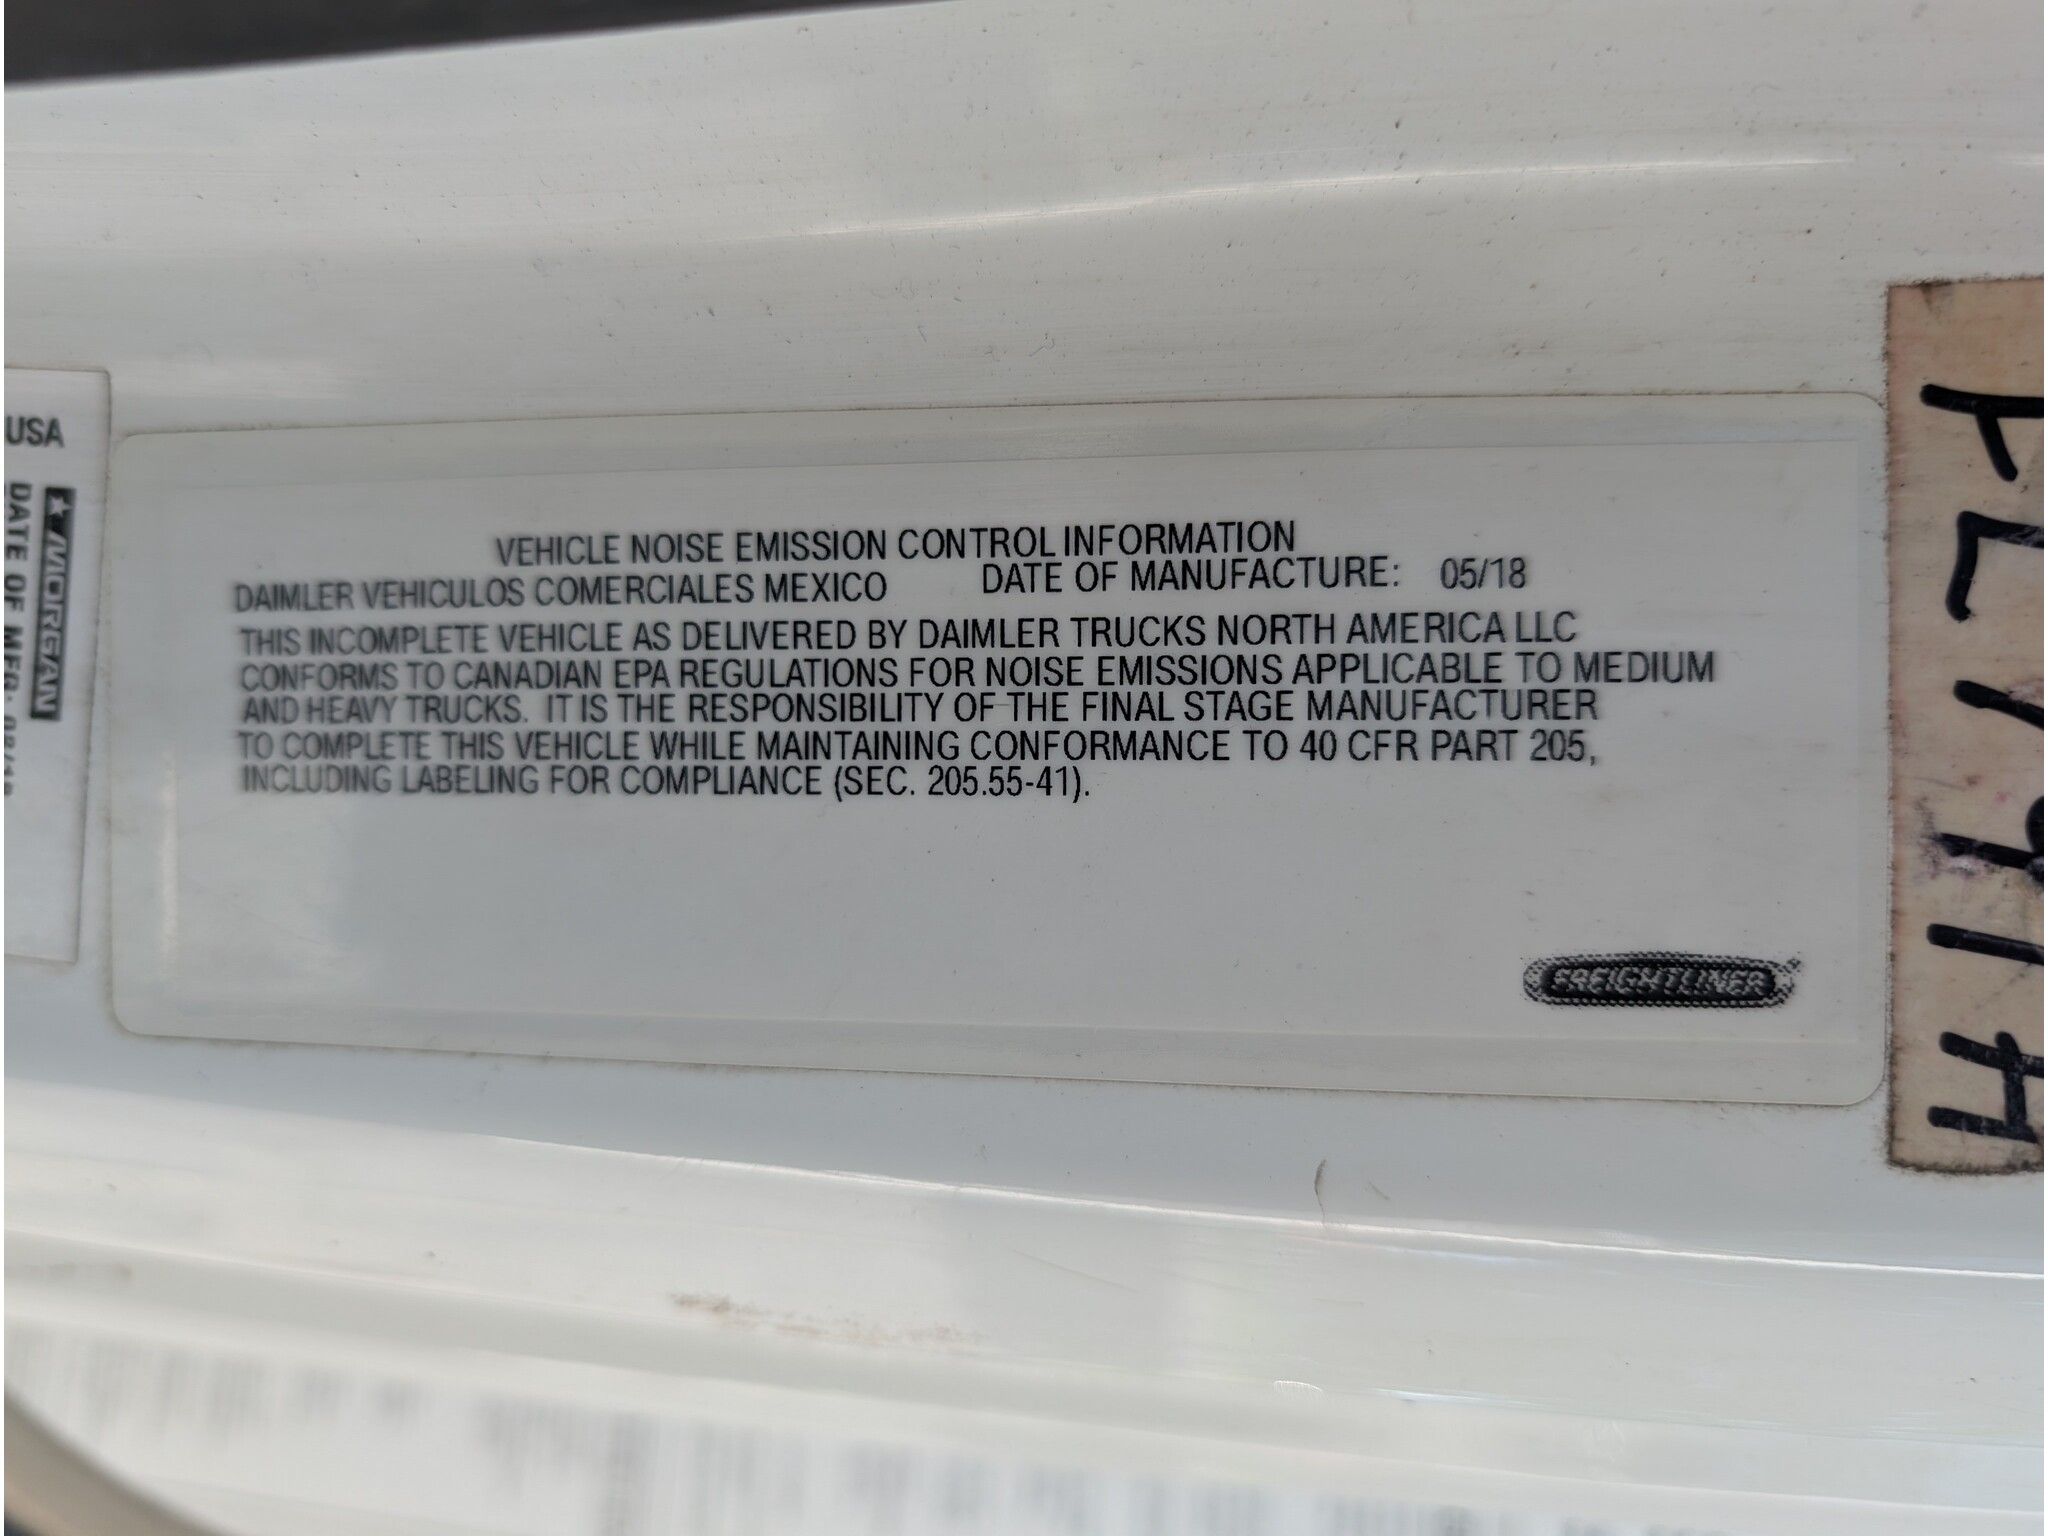 USA
MORGAN
DATE OF MFR: 08/18
VEHICLE NOISE EMISSION CONTROL INFORMATION
DAIMLER VEHICULOS COMERCIALES MEXICO DATE OF MANUFACTURE: 05/18
THIS INCOMPLETE VEHICLE AS DELIVERED BY DAIMLER TRUCKS NORTH AMERICA LLC
CONFORMS TO CANADIAN EPA REGULATIONS FOR NOISE EMISSIONS APPLICABLE TO MEDIUM
AND HEAVY TRUCKS. IT IS THE RESPONSIBILITY OF THE FINAL STAGE MANUFACTURER
TO COMPLETE THIS VEHICLE WHILE MAINTAINING CONFORMANCE TO 40 CFR PART 205,
INCLUDING LABELING FOR COMPLIANCE (SEC. 205.55-41).
FREIGHTLINER